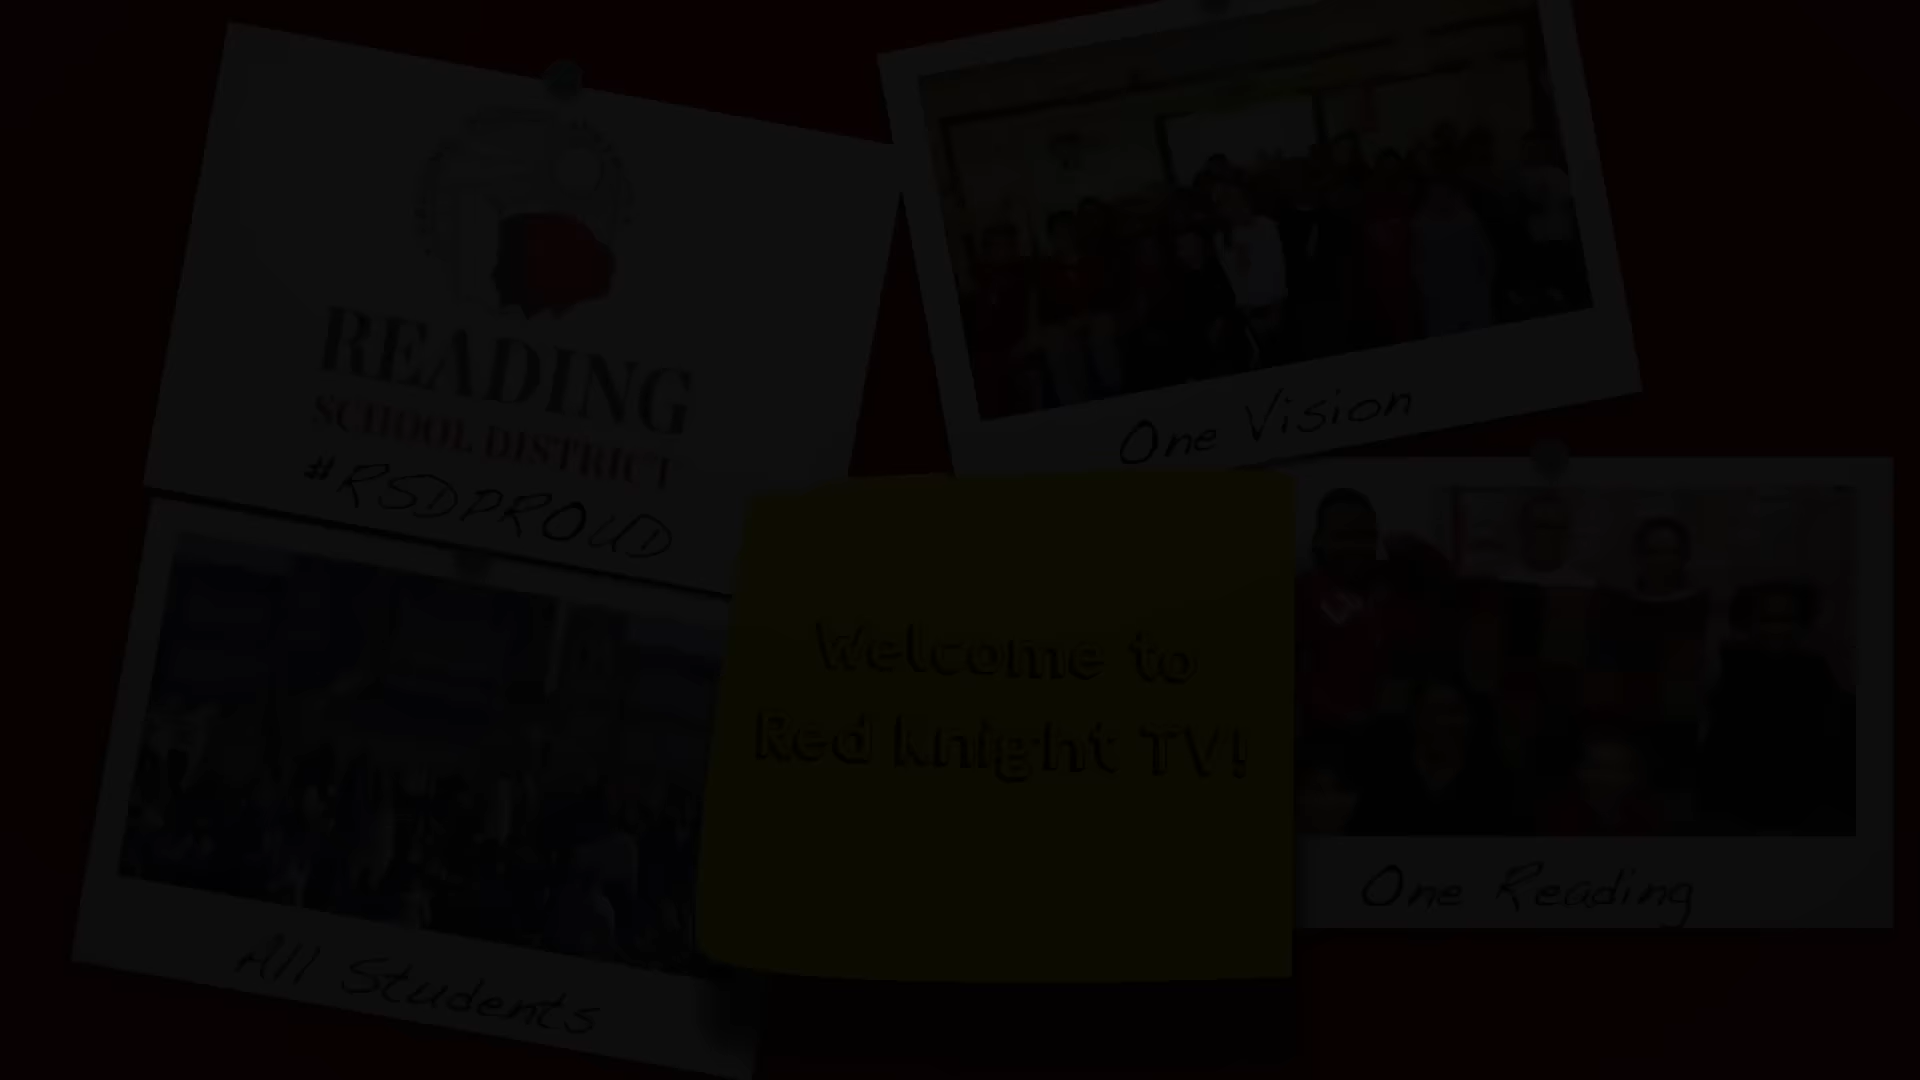 READING
SCHOOL DISTRICT
#RSDPROUD
One Vision
Welcome to
Red Knight TV!
One Reading
All Students